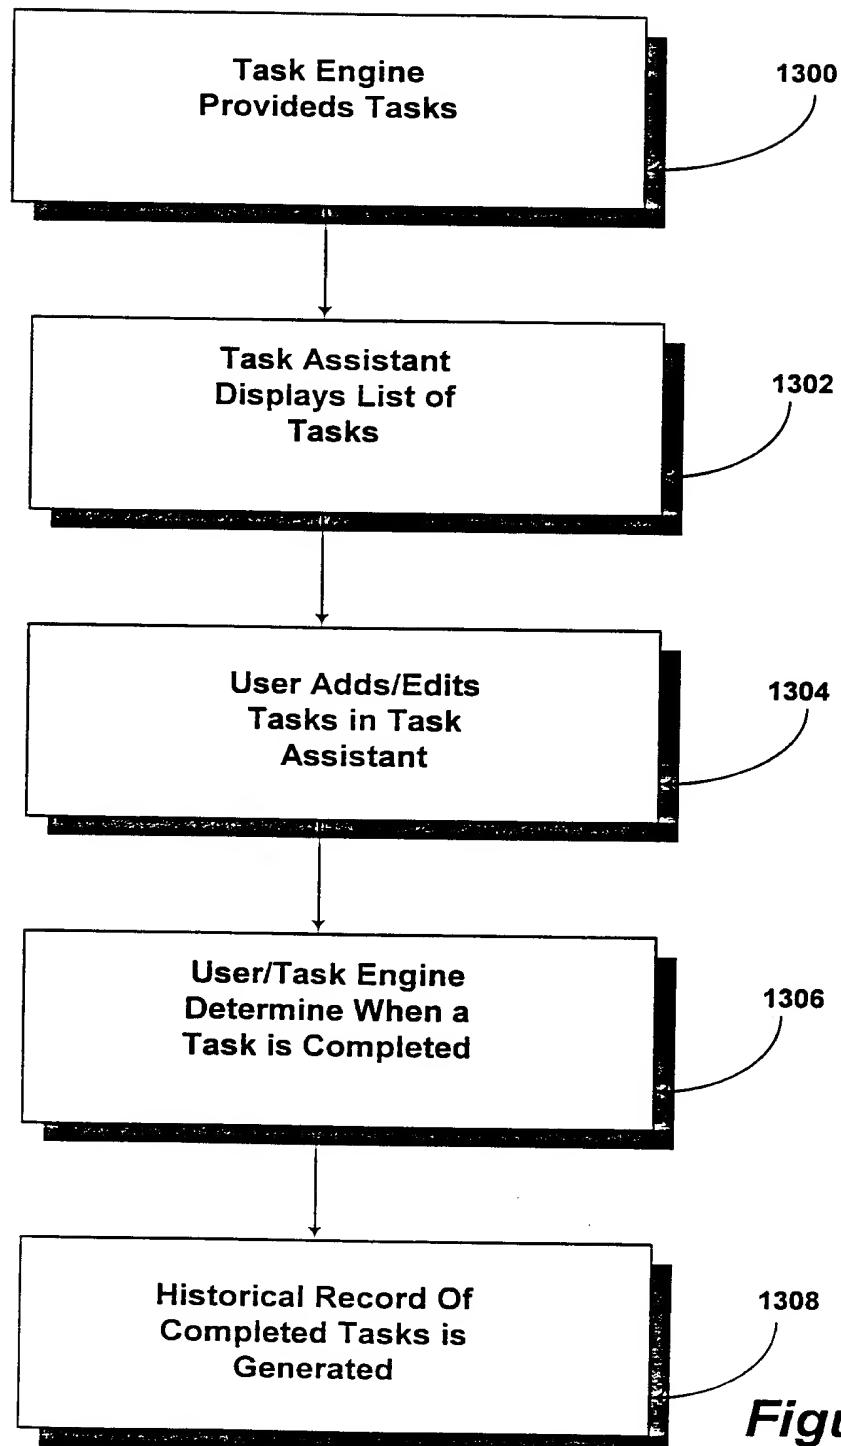 Task Engine
Provideds Tasks
1300
Task Assistant
Displays List of
Tasks
1302
User Adds/Edits
Tasks in Task
Assistant
1304
User/Task Engine
Determine When a
Task is Completed
1306
Historical Record Of
Completed Tasks is
Generated
1308
Figu